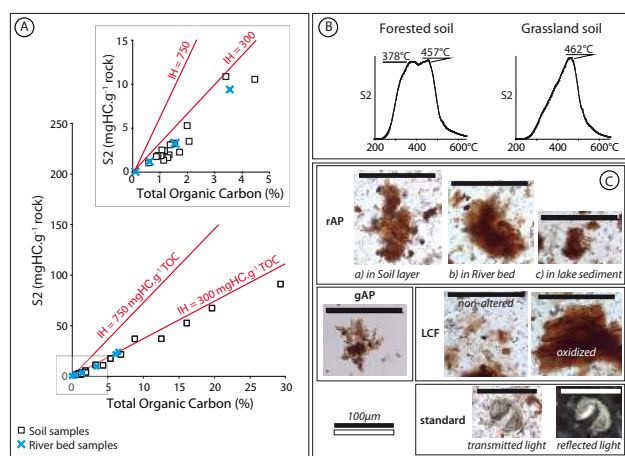 A
15
10
5
0
0
1
2
3
4
5
S2 (mgHC.g-1 rock)
Total Organic Carbon (%)
IH = 750
IH = 300
250
200
150
100
50
0
0
5
10
15
20
25
30
S2 (mgHC.g-1 rock)
Total Organic Carbon (%)
IH = 750 mgHC.g-1 TOC
IH = 300 mgHC.g-1 TOC
Soil samples
River bed samples
B
Forested soil
Grassland soil
378°C
457°C
462°C
S2
S2
200
600°C
200
600°C
C
rAP
a) in Soil layer
b) in River bed
c) in lake sediment
gAP
LCF
non-altered
oxidized
100µm
standard
transmitted light
reflected light